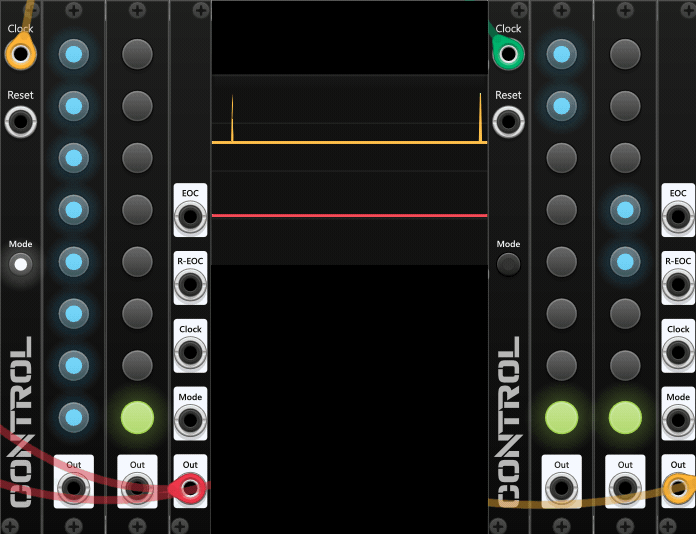 Clock
Reset
EOC
Mode
R-EOC
Clock
Mode
CONTROL
Out
Out
Out
Clock
Reset
EOC
Mode
R-EOC
Clock
Mode
CONTROL
Out
Out
Out